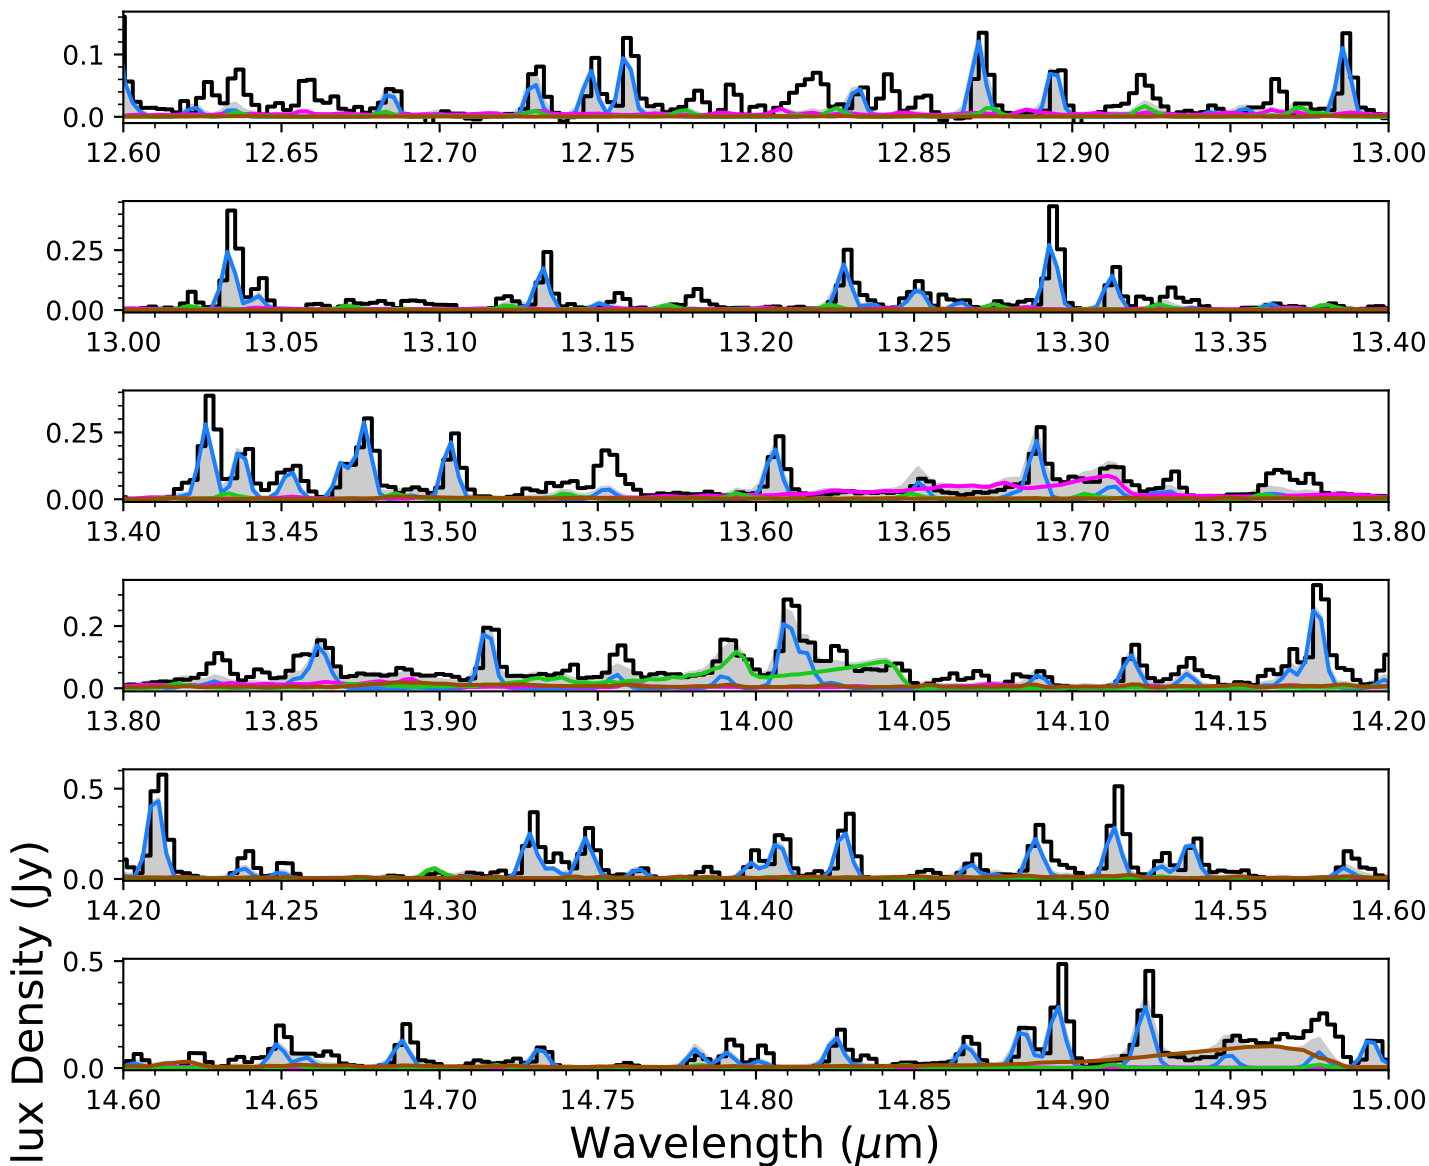 0.1
0.0
12.60 12.65 12.70 12.75 12.80 12.85 12.90 12.95 13.00
0.25
0.00
13.00 13.05 13.10 13.15 13.20 13.25 13.30 13.35 13.40
0.25
0.00
13.40 13.45 13.50 13.55 13.60 13.65 13.70 13.75 13.80
0.2
0.0
13.80 13.85 13.90 13.95 14.00 14.05 14.10 14.15 14.20
0.5
0.0
14.20 14.25 14.30 14.35 14.40 14.45 14.50 14.55 14.60
0.5
0.0
14.60 14.65 14.70 14.75 14.80 14.85 14.90 14.95 15.00
lux Density (Jy)
Wavelength (μm)